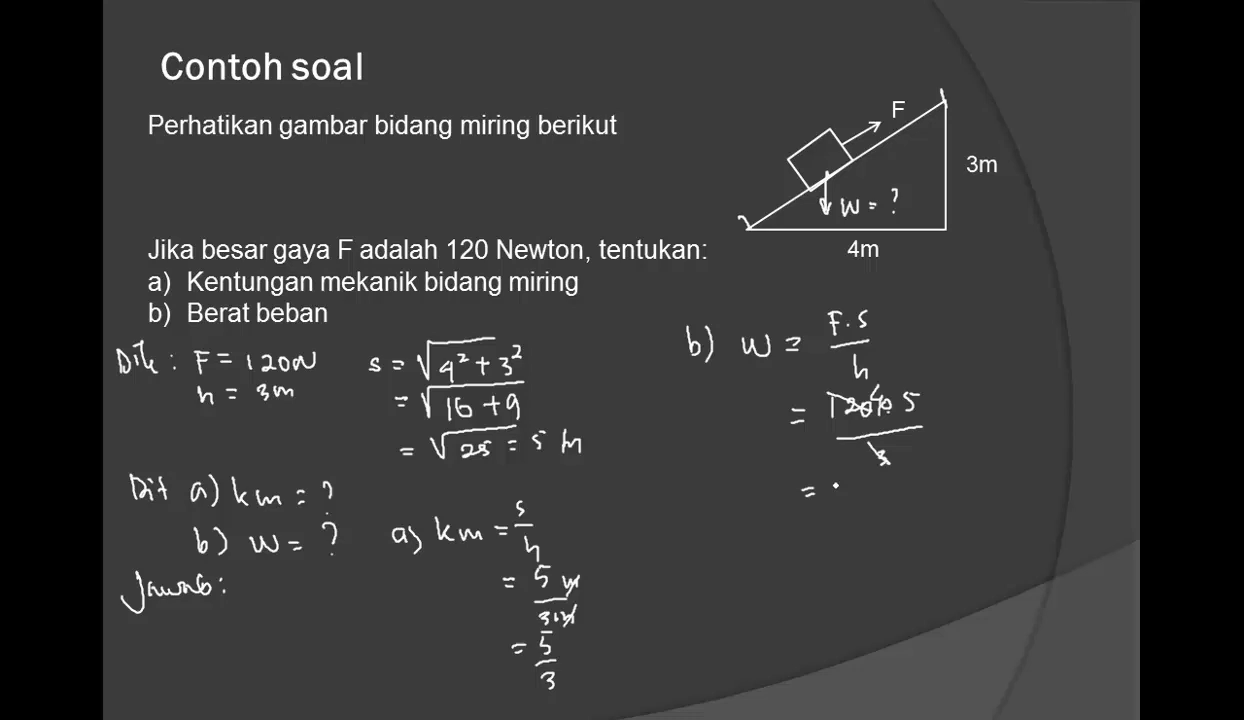 Contoh soal
Perhatikan gambar bidang miring berikut
F
3m
W = ?
4m
Jika besar gaya F adalah 120 Newton, tentukan:
a) Kentungan mekanik bidang miring
b) Berat beban
Dik : F = 120N
h = 3m
s = √4² + 3²
= √16 + 9
= √25 = 5 m
Dit a) km = ?
b) W = ?
Jawab:
a) km = s/h
= 5 m/3 m
= 5/3
b) W = F.s/h
= 120 40. 5/3
= .